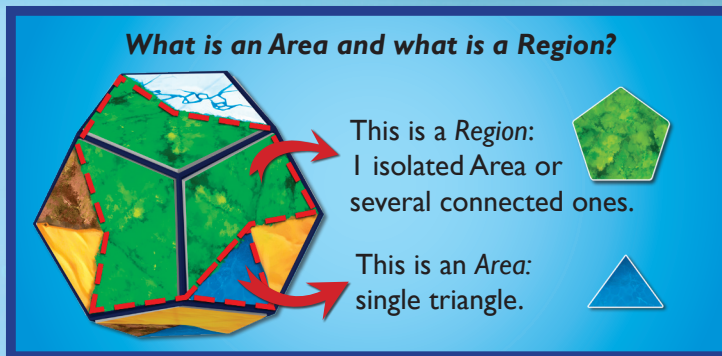 What is an Area and what is a Region?
This is a Region:
1 isolated Area or
several connected ones.
This is an Area:
single triangle.